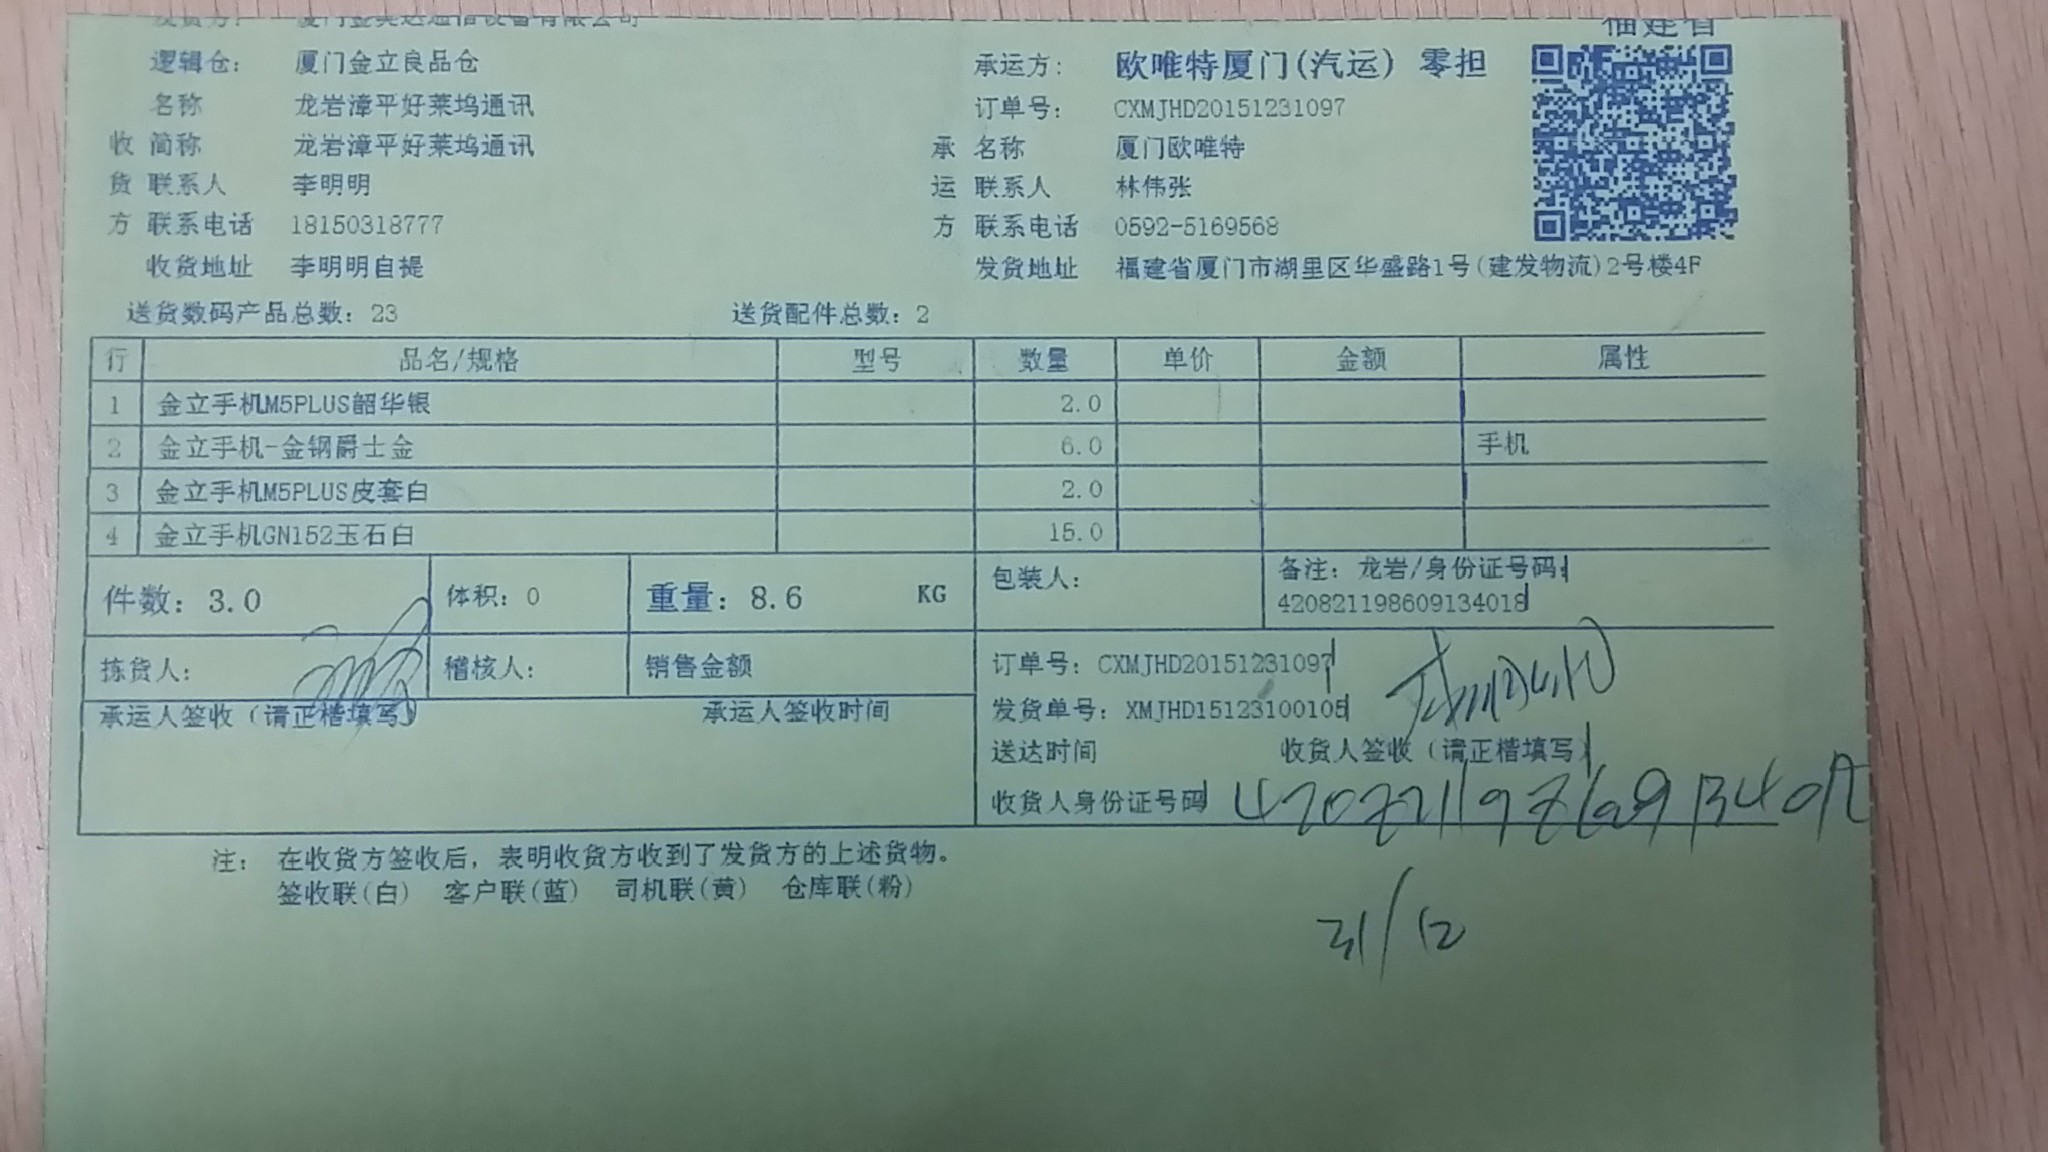 福建省
逻辑仓： 厦门金立良品仓 承运方： 欧唯特厦门(汽运) 零担
名称 龙岩漳平好莱坞通讯 订单号： CXMJHD20151231097
收 简称 龙岩漳平好莱坞通讯 承 名称 厦门欧唯特
货 联系人 李明明 运 联系人 林伟张
方 联系电话 18150318777 方 联系电话 0592-5169568
收货地址 李明明自提 发货地址 福建省厦门市湖里区华盛路1号(建发物流)2号楼4F
送货数码产品总数：23 送货配件总数：2
行 品名/规格 型号 数量 单价 金额 属性
1 金立手机M5PLUS韶华银 2.0
2 金立手机-金钢爵士金 6.0 手机
3 金立手机M5PLUS皮套白 2.0
4 金立手机GN152玉石白 15.0
件数：3.0 体积：0 重量：8.6 KG 包装人： 备注：龙岩/身份证号码:
420821198609134018
拣货人： 稽核人： 销售金额 订单号：CXMJHD20151231097
承运人签收（请正楷填写） 承运人签收时间 发货单号：XMJHD15123100105
送达时间 收货人签收（请正楷填写）
收货人身份证号码
注： 在收货方签收后，表明收货方收到了发货方的上述货物。
签收联(白) 客户联(蓝) 司机联(黄) 仓库联(粉)
31/12